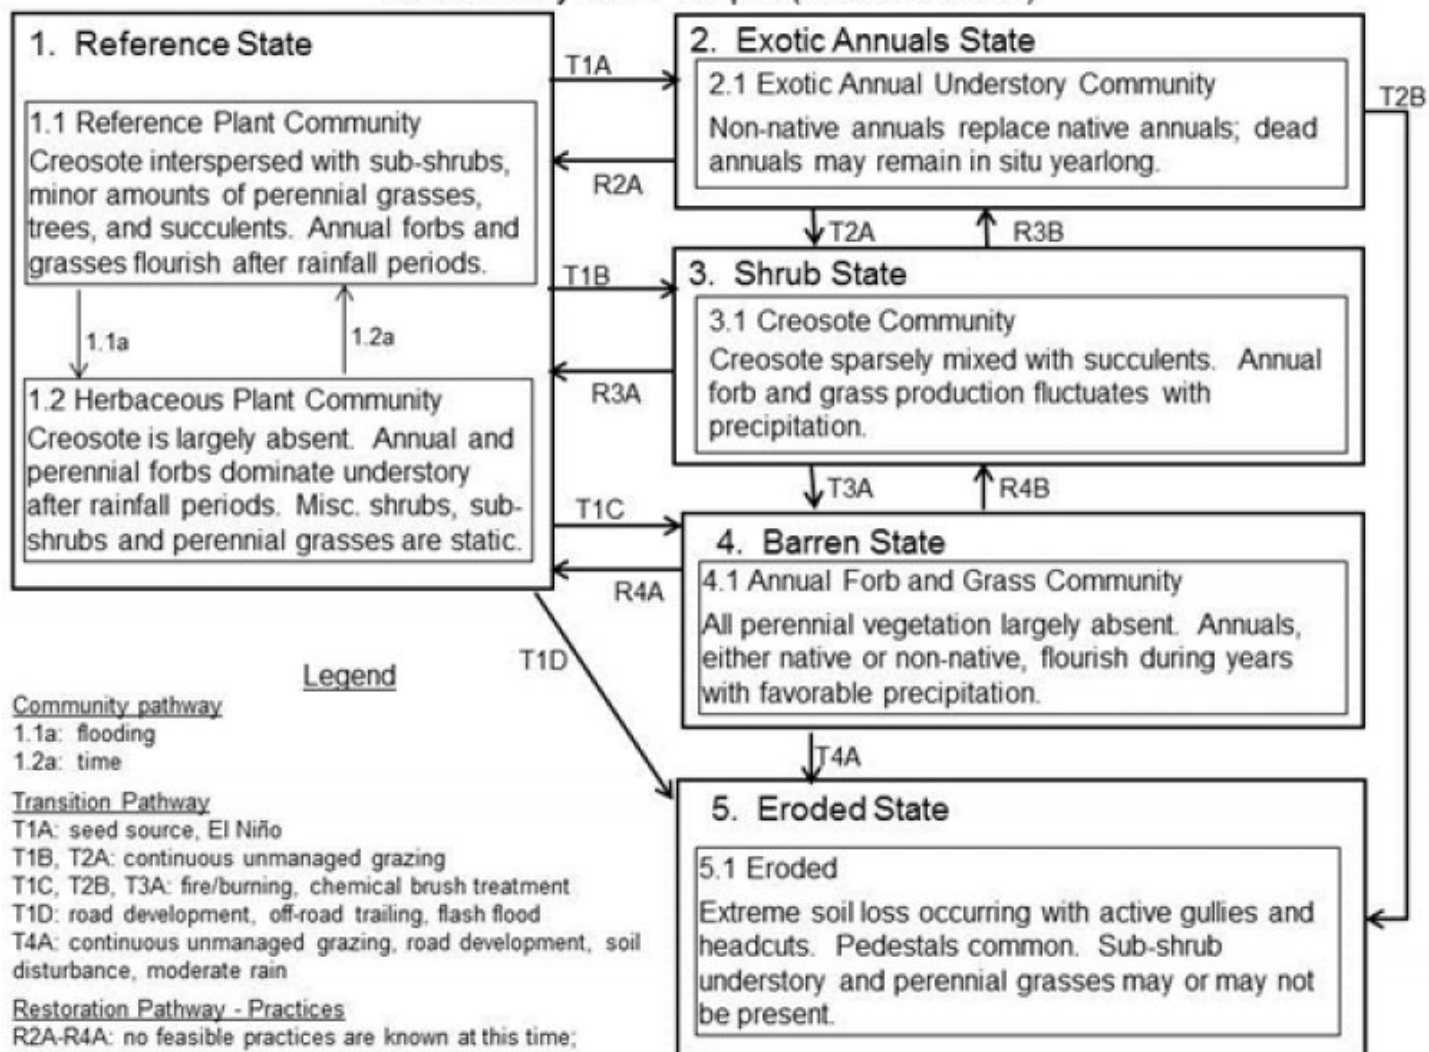 1. Reference State
1.1 Reference Plant Community
Creosote interspersed with sub-shrubs,
minor amounts of perennial grasses,
trees, and succulents. Annual forbs and
grasses flourish after rainfall periods.
1.1a
1.2a
1.2 Herbaceous Plant Community
Creosote is largely absent. Annual and
perennial forbs dominate understory
after rainfall periods. Misc. shrubs, sub-
shrubs and perennial grasses are static.
T1A
R2A
T1B
R3A
T1C
R4A
T1D
2. Exotic Annuals State
2.1 Exotic Annual Understory Community
Non-native annuals replace native annuals; dead
annuals may remain in situ yearlong.
T2B
T2A
R3B
3. Shrub State
3.1 Creosote Community
Creosote sparsely mixed with succulents. Annual
forb and grass production fluctuates with
precipitation.
T3A
R4B
4. Barren State
4.1 Annual Forb and Grass Community
All perennial vegetation largely absent. Annuals,
either native or non-native, flourish during years
with favorable precipitation.
T4A
5. Eroded State
5.1 Eroded
Extreme soil loss occurring with active gullies and
headcuts. Pedestals common. Sub-shrub
understory and perennial grasses may or may not
be present.
Legend
Community pathway
1.1a: flooding
1.2a: time
Transition Pathway
T1A: seed source, El Niño
T1B, T2A: continuous unmanaged grazing
T1C, T2B, T3A: fire/burning, chemical brush treatment
T1D: road development, off-road trailing, flash flood
T4A: continuous unmanaged grazing, road development, soil
disturbance, moderate rain
Restoration Pathway - Practices
R2A-R4A: no feasible practices are known at this time;